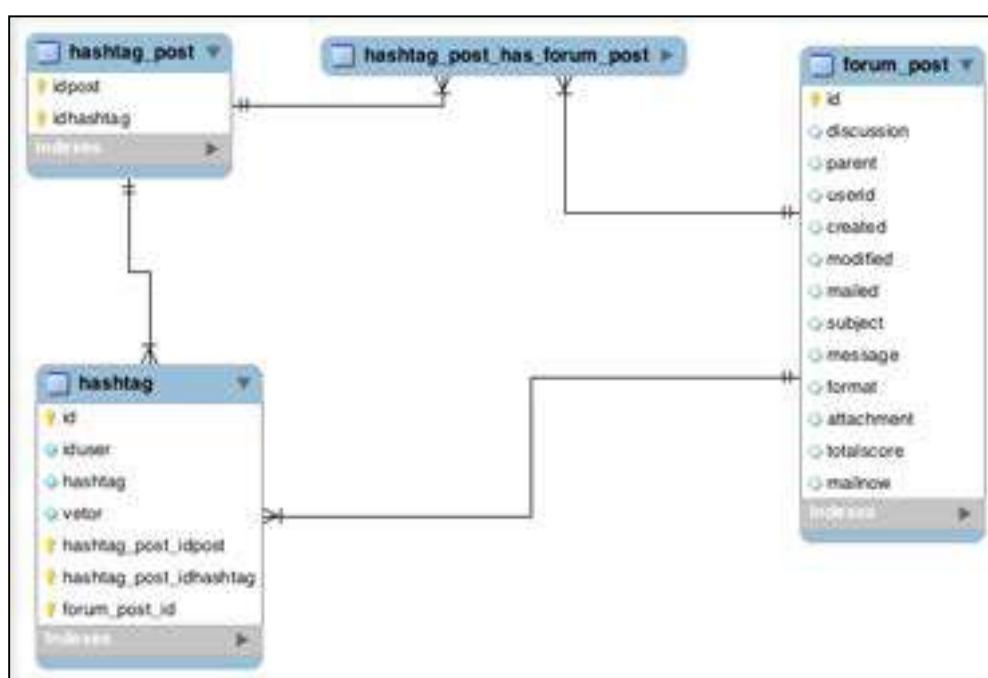 hashtag_post
idpost
idhashtag
Indexes
hashtag_post_has_forum_post
forum_post
id
discussion
parent
userid
created
modified
mailed
subject
message
format
attachment
totalscore
mailnow
Indexes
hashtag
id
iduser
hashtag
vetor
hashtag_post_idpost
hashtag_post_idhashtag
forum_post_id
Indexes